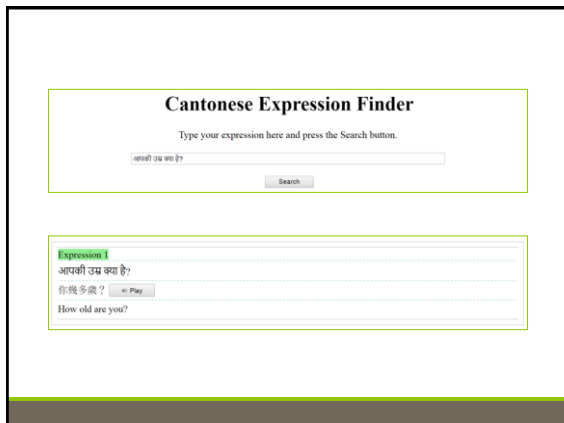 Cantonese Expression Finder
Type your expression here and press the Search button.
आपकी उम्र क्या है?
Search
Expression 1
आपकी उम्र क्या है?
你幾多歲？ Play
How old are you?